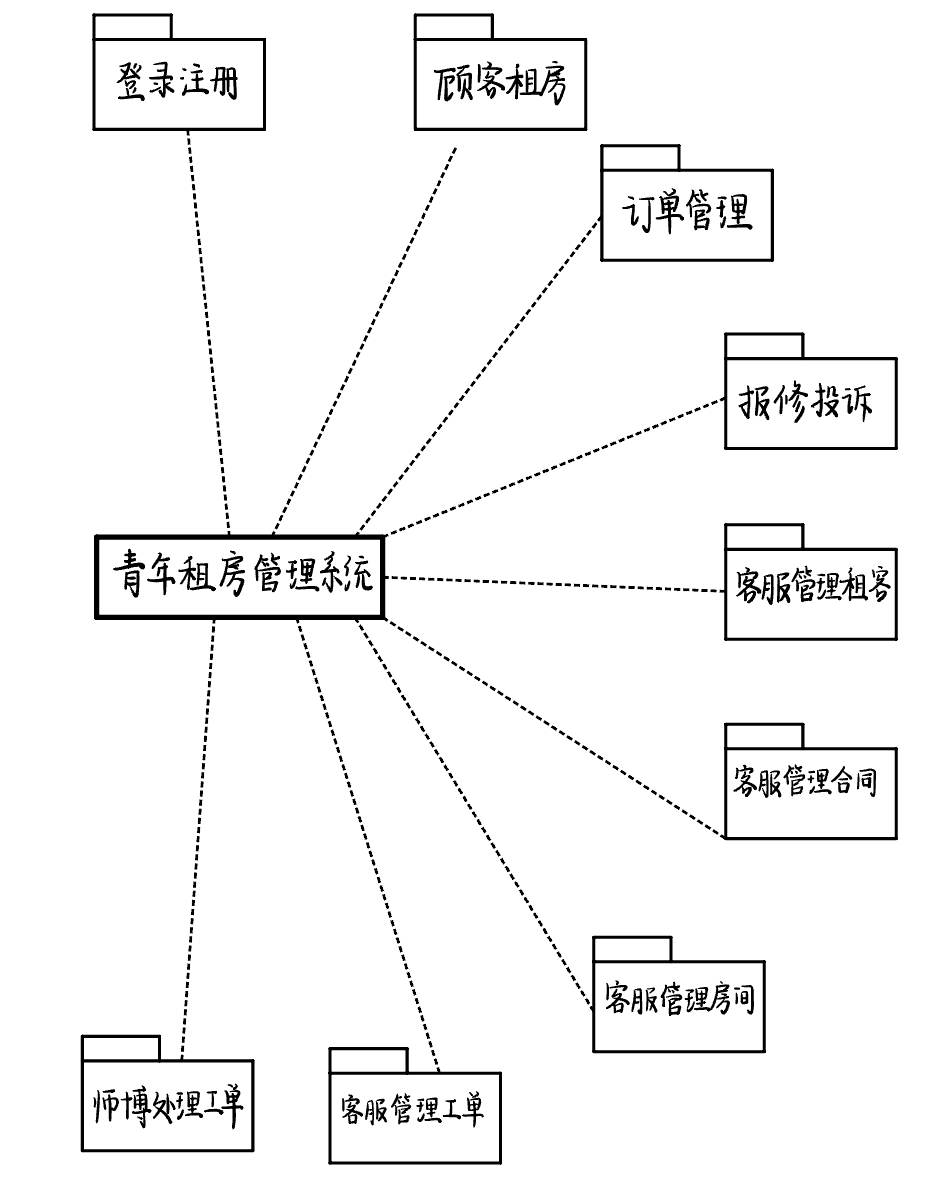 登录注册
顾客租房
订单管理
报修投诉
青年租房管理系统
客服管理租客
客服管理合同
客服管理房间
师博处理工单
客服管理工单